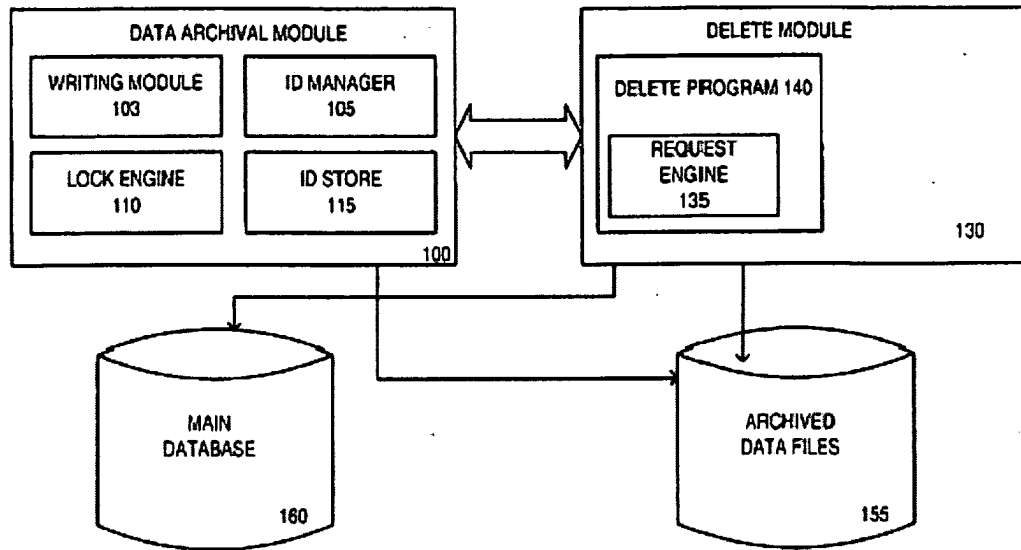 DATA ARCHIVAL MODULE
WRITING MODULE
103
ID MANAGER
105
LOCK ENGINE
110
ID STORE
115
100
DELETE MODULE
DELETE PROGRAM 140
REQUEST
ENGINE
135
130
MAIN
DATABASE
160
ARCHIVED
DATA FILES
155